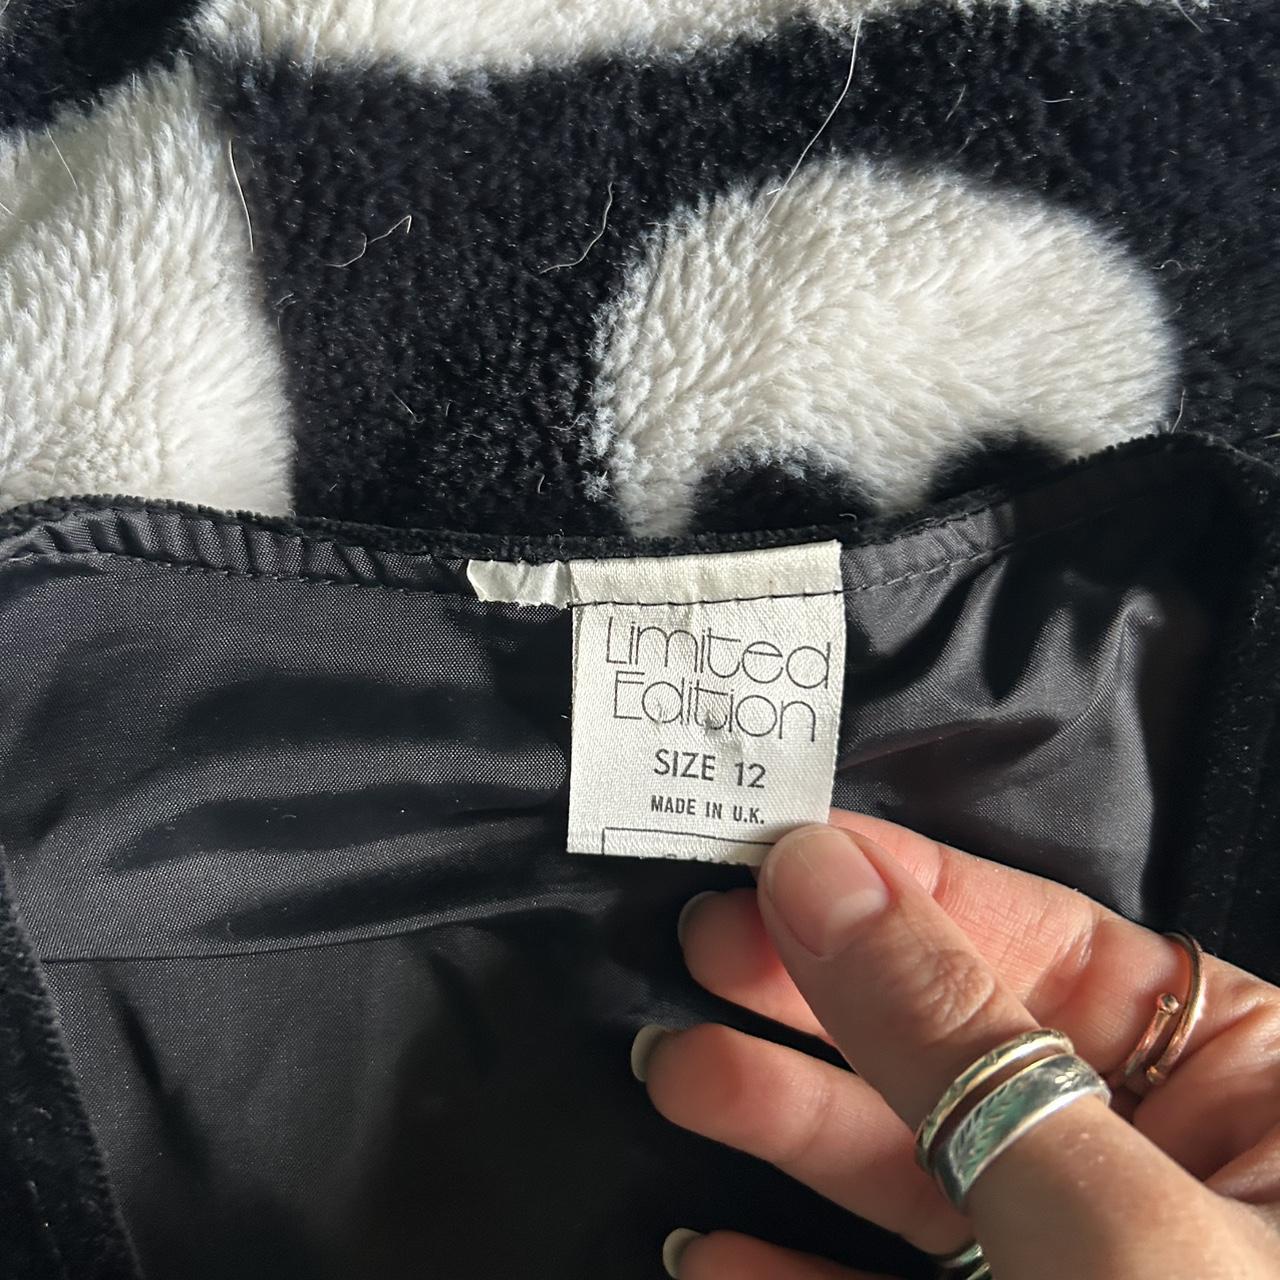 Limited
Edition
SIZE 12
MADE IN U.K.